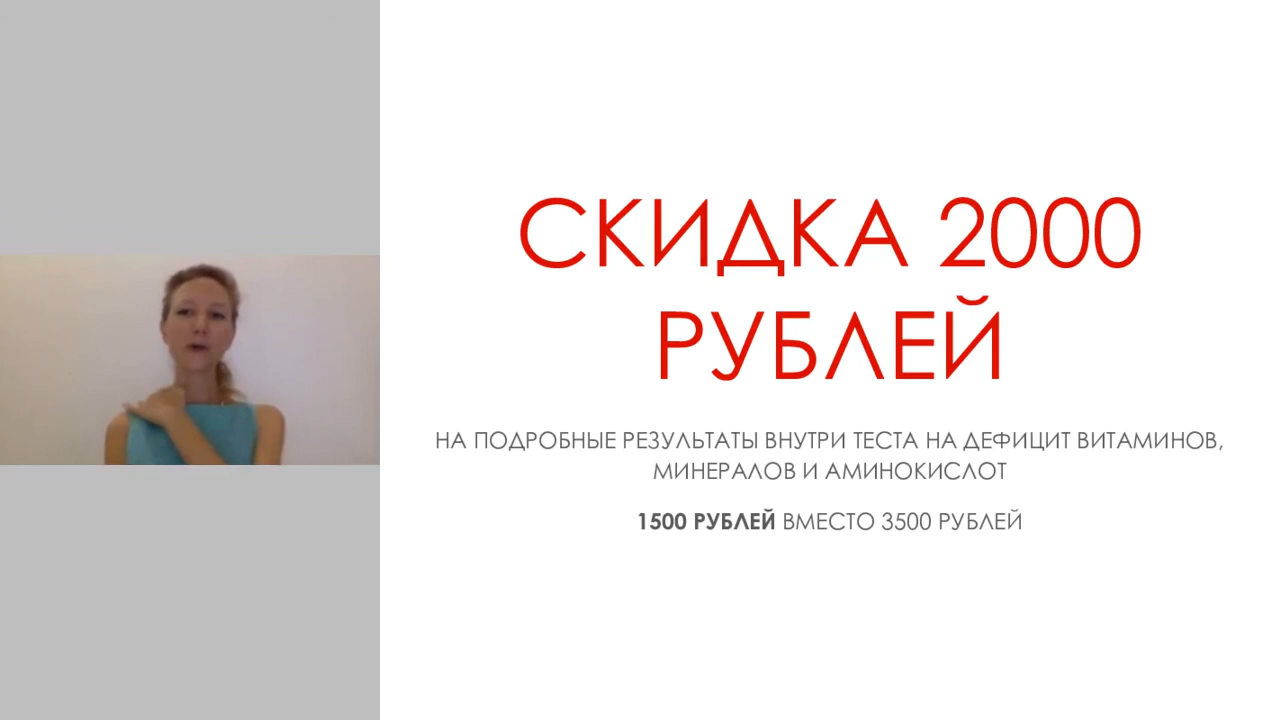 СКИДКА 2000
РУБЛЕЙ
НА ПОДРОБНЫЕ РЕЗУЛЬТАТЫ ВНУТРИ ТЕСТА НА ДЕФИЦИТ ВИТАМИНОВ,
МИНЕРАЛОВ И АМИНОКИСЛОТ
1500 РУБЛЕЙ ВМЕСТО 3500 РУБЛЕЙ